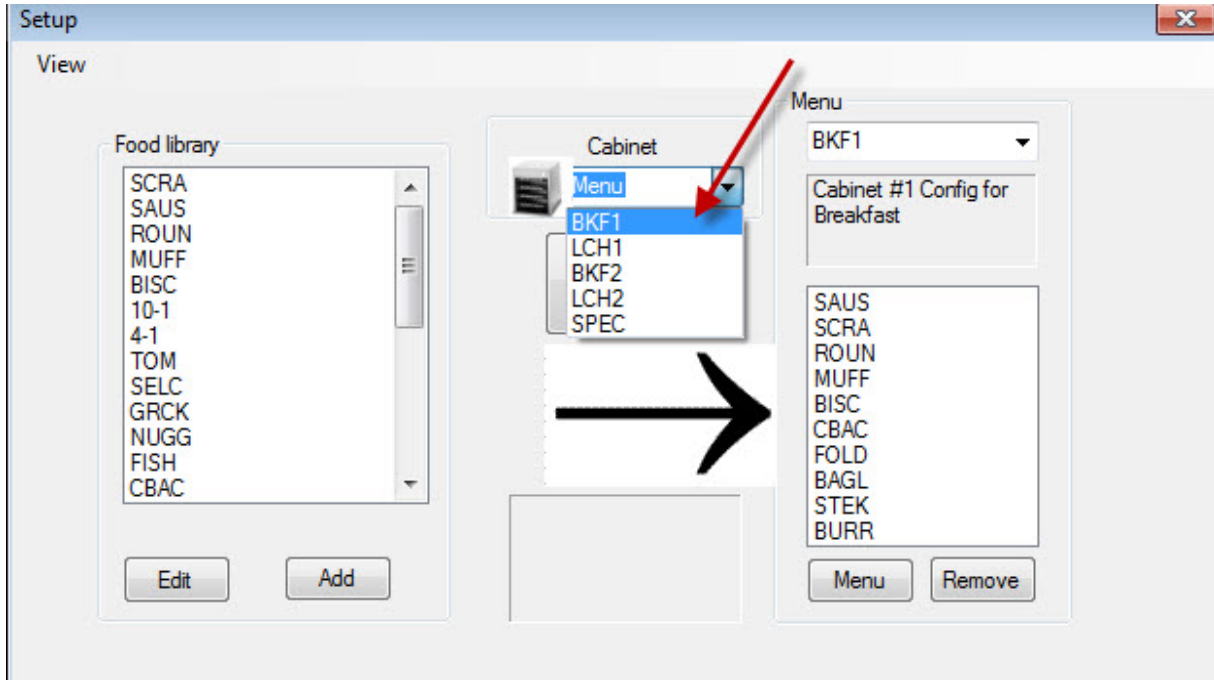 Setup
View
Food library
SCRA
SAUS
ROUN
MUFF
BISC
10-1
4-1
TOM
SELC
GRCK
NUGG
FISH
CBAC
Edit
Add
Cabinet
Menu
BKF1
LCH1
BKF2
LCH2
SPEC
Menu
BKF1
Cabinet #1 Config for
Breakfast
SAUS
SCRA
ROUN
MUFF
BISC
CBAC
FOLD
BAGL
STEK
BURR
Menu
Remove